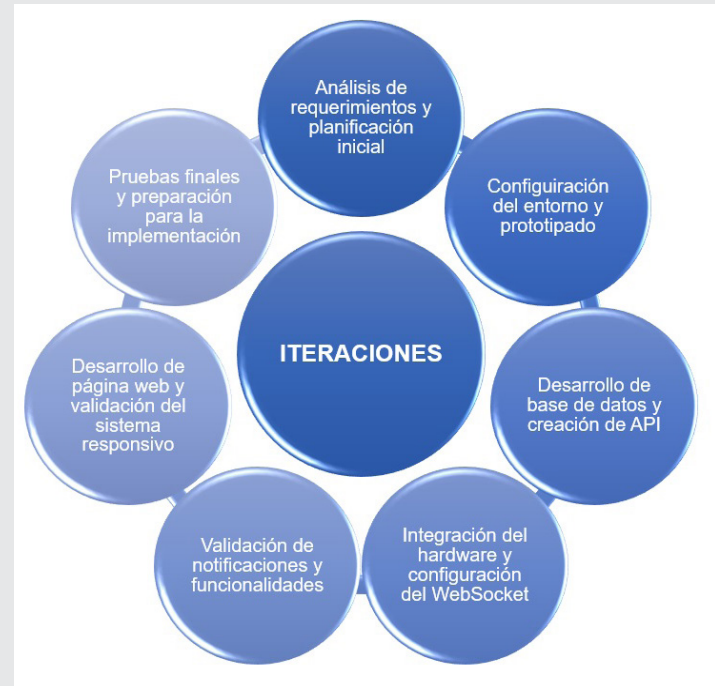 Análisis de
requerimientos y
planificación
inicial
Configuiración
del entorno y
prototipado
Desarrollo de
base de datos y
creación de API
Integración del
hardware y
configuración
del WebSocket
Validación de
notificaciones y
funcionalidades
Desarrollo de
página web y
validación del
sistema
responsivo
Pruebas finales
y preparación
para la
implementación
ITERACIONES